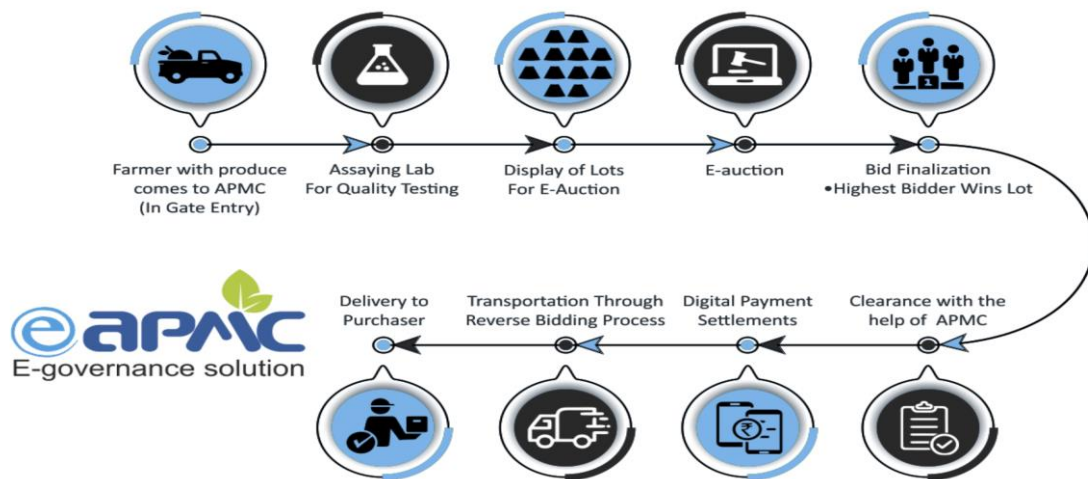 Farmer with produce
comes to APMC
(In Gate Entry)
Assaying Lab
For Quality Testing
Display of Lots
For E-Auction
E-auction
1
Bid Finalization
•Highest Bidder Wins Lot
Clearance with the
help of APMC
Digital Payment
Settlements
₹
Transportation Through
Reverse Bidding Process
Delivery to
Purchaser
eAPMC
E-governance solution